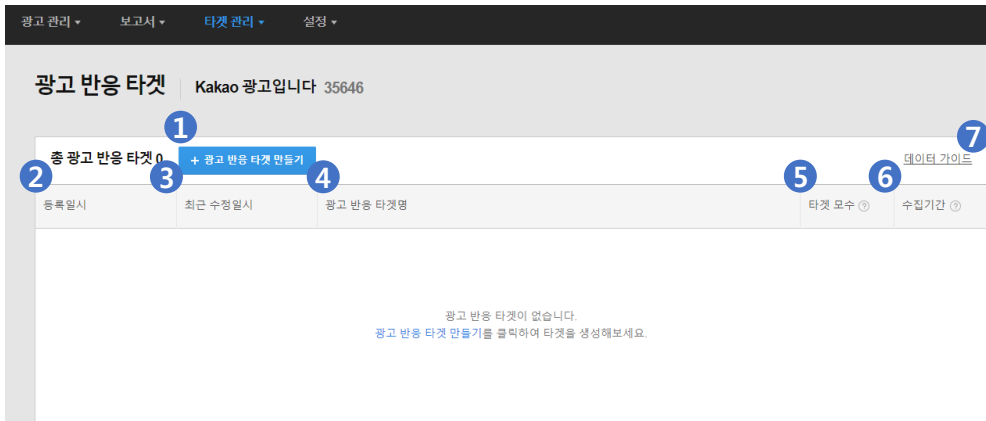 광고 관리 ▾ 보고서 ▾ 타겟 관리 ▾ 설정 ▾
광고 반응 타겟 Kakao 광고입니다 35646
1
7
총 광고 반응 타겟 0 + 광고 반응 타겟 만들기 데이터 가이드
2 3 4 5 6
등록일시 최근 수정일시 광고 반응 타겟명 타겟 모수 ? 수집기간 ?
광고 반응 타겟이 없습니다.
광고 반응 타겟 만들기를 클릭하여 타겟을 생성해보세요.